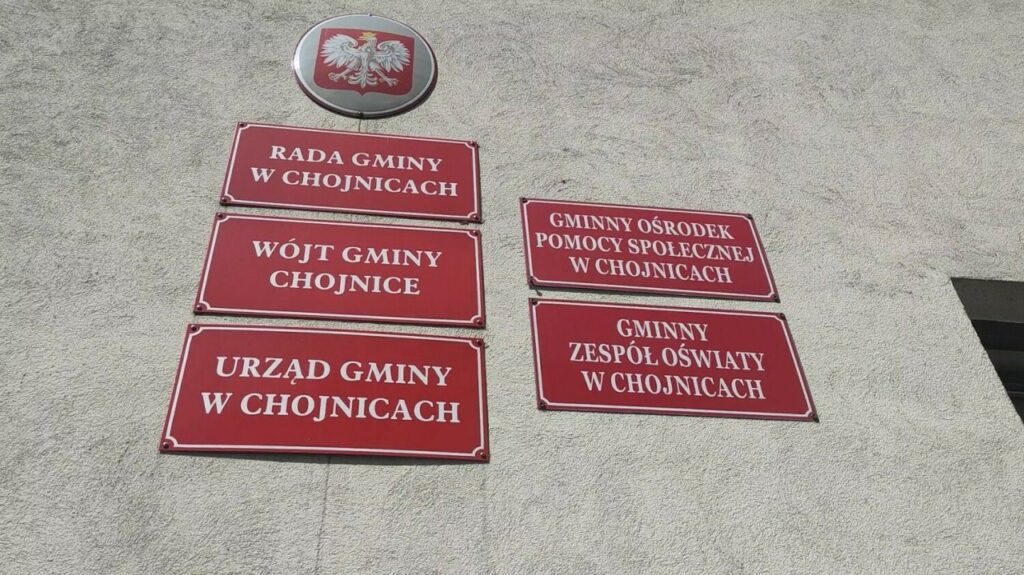 RADA GMINY
W CHOJNICACH
WÓJT GMINY
CHOJNICE
URZĄD GMINY
W CHOJNICACH
GMINNY OŚRODEK
POMOCY SPOŁECZNEJ
W CHOJNICACH
GMINNY
ZESPÓŁ OŚWIATY
W CHOJNICACH